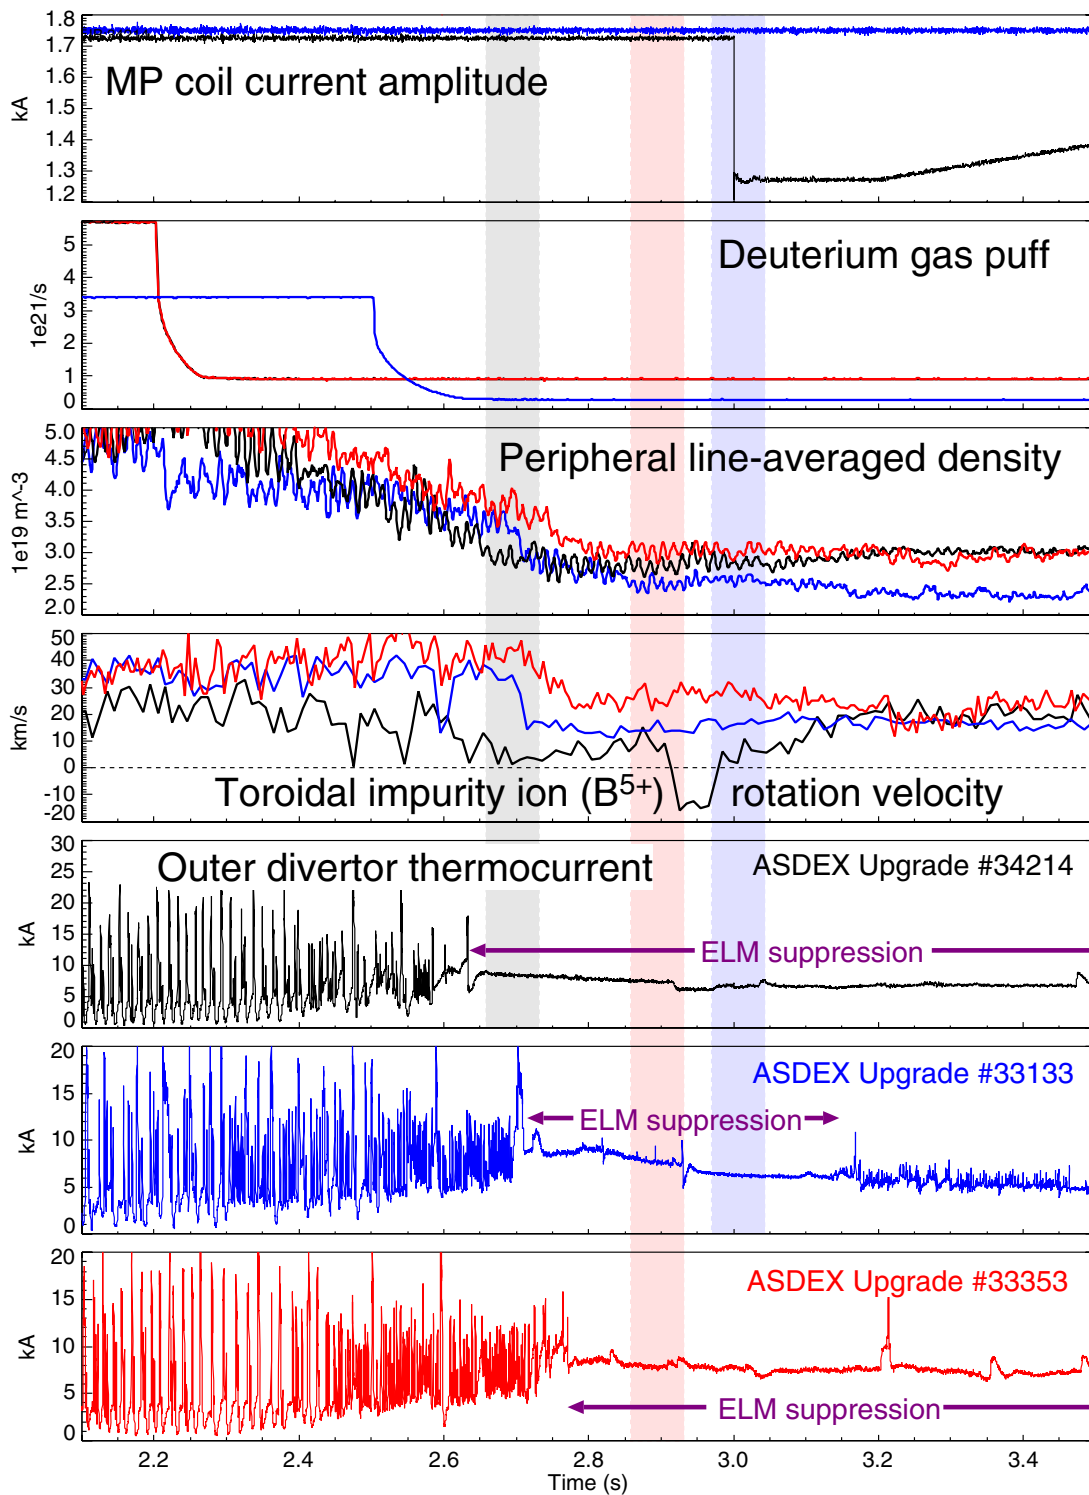 1.8
1.7
1.6
1.5
1.4
1.3
1.2
kA
MP coil current amplitude
5
4
3
2
1
0
1e21/s
Deuterium gas puff
5.0
4.5
4.0
3.5
3.0
2.5
2.0
1e19 m^-3
Peripheral line-averaged density
50
40
30
20
10
0
-10
-20
km/s
Toroidal impurity ion (B5+) rotation velocity
30
25
20
15
10
5
0
kA
Outer divertor thermocurrent
ASDEX Upgrade #34214
ELM suppression
20
15
10
5
0
kA
ASDEX Upgrade #33133
ELM suppression
20
15
10
5
0
kA
ASDEX Upgrade #33353
ELM suppression
2.2 2.4 2.6 2.8 3.0 3.2 3.4
Time (s)